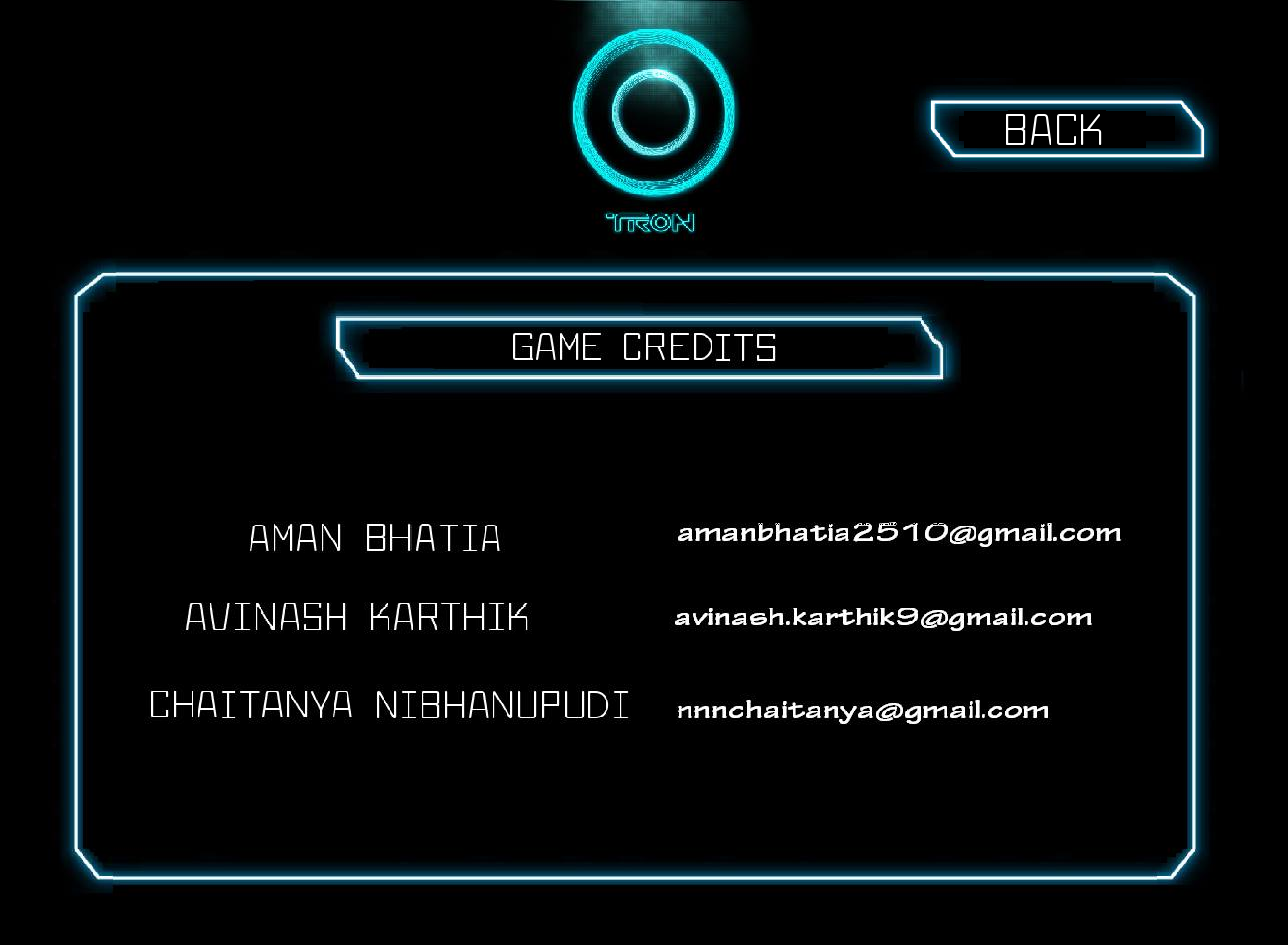 BACK
TRON
GAME CREDITS
AMAN BHATIA amanbhatia2510@gmail.com
AVINASH KARTHIK avinash.karthik9@gmail.com
CHAITANYA NIBHANUPUDI nnnchaitanya@gmail.com